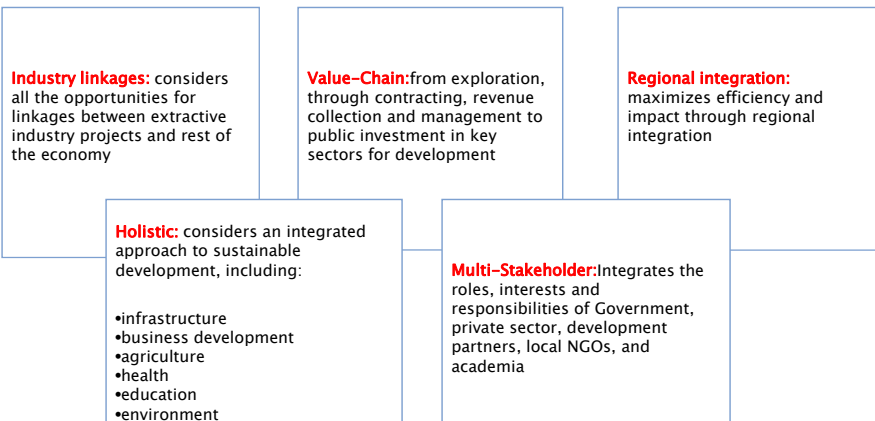 Industry linkages: considers
all the opportunities for
linkages between extractive
industry projects and rest of
the economy
Value-Chain:from exploration,
through contracting, revenue
collection and management to
public investment in key
sectors for development
Regional integration:
maximizes efficiency and
impact through regional
integration
Holistic: considers an integrated
approach to sustainable
development, including:
•infrastructure
•business development
•agriculture
•health
•education
•environment
Multi-Stakeholder:Integrates the
roles, interests and
responsibilities of Government,
private sector, development
partners, local NGOs, and
academia